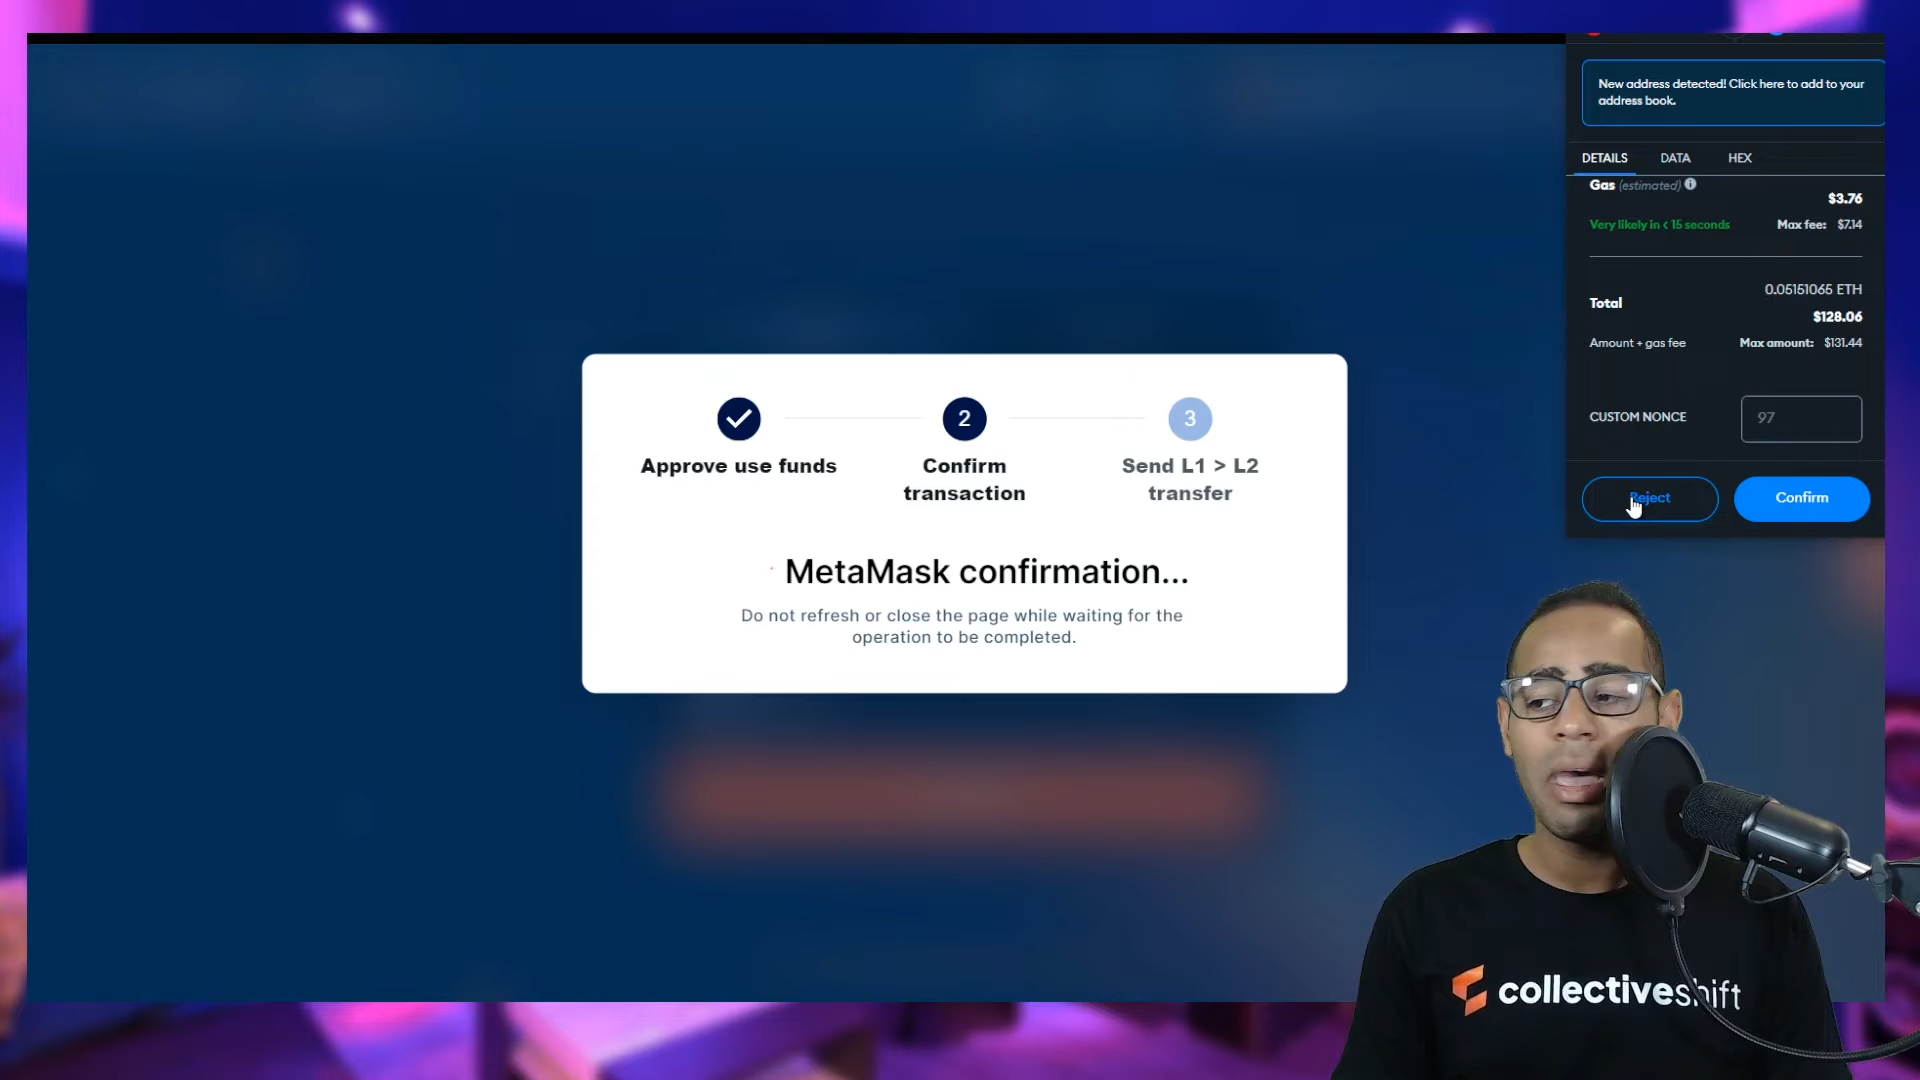 New address detected! Click here to add to your
address book.
DETAILS DATA HEX
Gas (estimated)
$3.76
Very likely in < 15 seconds Max fee: $7.14
0.05151065 ETH
Total
$128.06
Amount + gas fee Max amount: $131.44
CUSTOM NONCE 97
Reject Confirm
2 3
Approve use funds Confirm Send L1 > L2
transaction transfer
MetaMask confirmation...
Do not refresh or close the page while waiting for the
operation to be completed.
collectiveshift